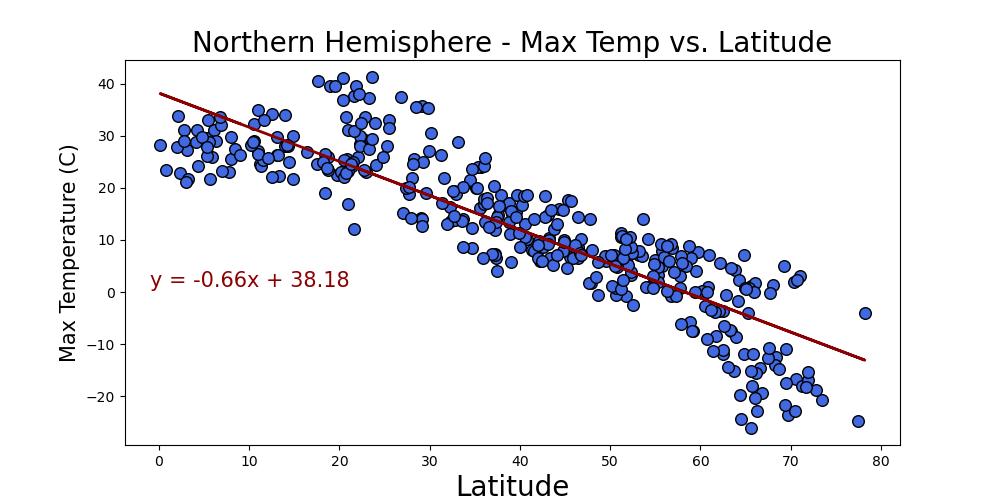 Northern Hemisphere - Max Temp vs. Latitude
Max Temperature (C)
40
30
20
10
0
−10
−20
y = -0.66x + 38.18
0 10 20 30 40 50 60 70 80
Latitude